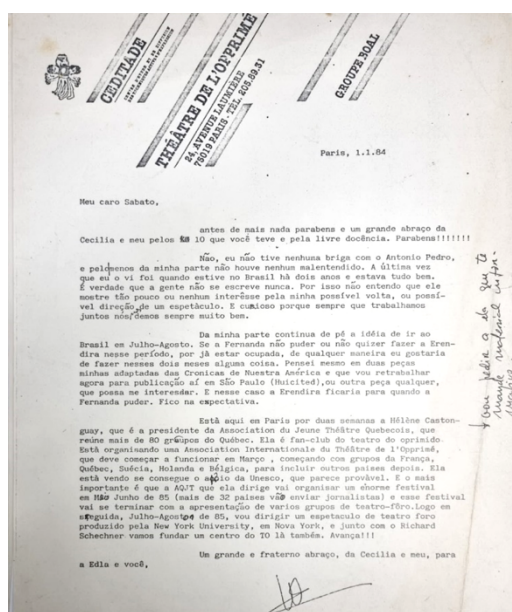 CEDITADE
THÉÂTRE DE L'OPPRIMÉ
24, AVENUE LAUMIÈRE
75019 PARIS - TÉL. 205.89.31
GROUPE BOAL
Paris, 1.1.84
Meu caro Sabato,
antes de mais nada parabens e um grande abraço da
Cecilia e meu pelos 10 que você teve e pela livre docência. Parabens!!!!!!!
Não, eu não tive nenhuma briga com o Antonio Pedro,
e pelo menos da minha parte não houve nenhum malentendido. A última vez
que eu o vi foi quando estive no Brasil há dois anos e estava tudo bem.
É verdade que a gente não se escreve nunca. Por isso não entendo que ele
mostre tão pouco ou nenhum interêsse pela minha possível volta, ou possí-
vel direção de um espetáculo. E curioso porque sempre que trabalhamos
juntos nos demos sempre muito bem.
Da minha parte continua de pé a idéia de ir ao
Brasil em Julho-Agosto. Se a Fernanda não puder ou não quizer fazer a Eren-
dira nesse período, por já estar ocupada, de qualquer maneira eu gostaria
de fazer nesses dois meses alguma coisa. Pensei mesmo em duas peças
minhas adaptadas das Cronicas de Nuestra América e que vou retrabalhar
agora para publicação aí em São Paulo (Huicited),ou outra peça qualquer,
que possa me interessar. E nesse caso a Erendira ficaria para quando a
Fernanda puder. Fico na expectativa.
Está aqui em Paris por duas semanas a Hélène Caston-
guay, que é a presidente da Association du Jeune Théâtre Quebecois, que
reúne mais de 80 grupos do Québec. Ela é fan-club do teatro do oprimido
Está organisando uma Association Internationale du Théâtre de l'Opprimé,
que deve começar a funcionar em Março , começando com grupos da França,
Québec, Suécia, Holanda e Bélgica, para incluir outros países depois. Ela
está vendo se consegue o apoio da Unesco, que parece provável. E o mais
importante é que a AQJT que ela dirige vai organisar um enorme festival
em Junho de 85 (mais de 32 paises vão enviar jornalistas) e esse festival
vai se terminar com a apresentação de varios grupos de teatro-fôro.Logo em
seguida, Julho-Agosto de 85, vou dirigir um espetaculo de teatro foro
produzido pela New York University, em Nova York, e junto com o Richard
Schechner vamos fundar um centro do TO lá também. Avança!!!
Um grande e fraterno abraço, da Cecilia e meu, para
a Edla e você,
vou pedir a ela que te
mande material infor-
mativo